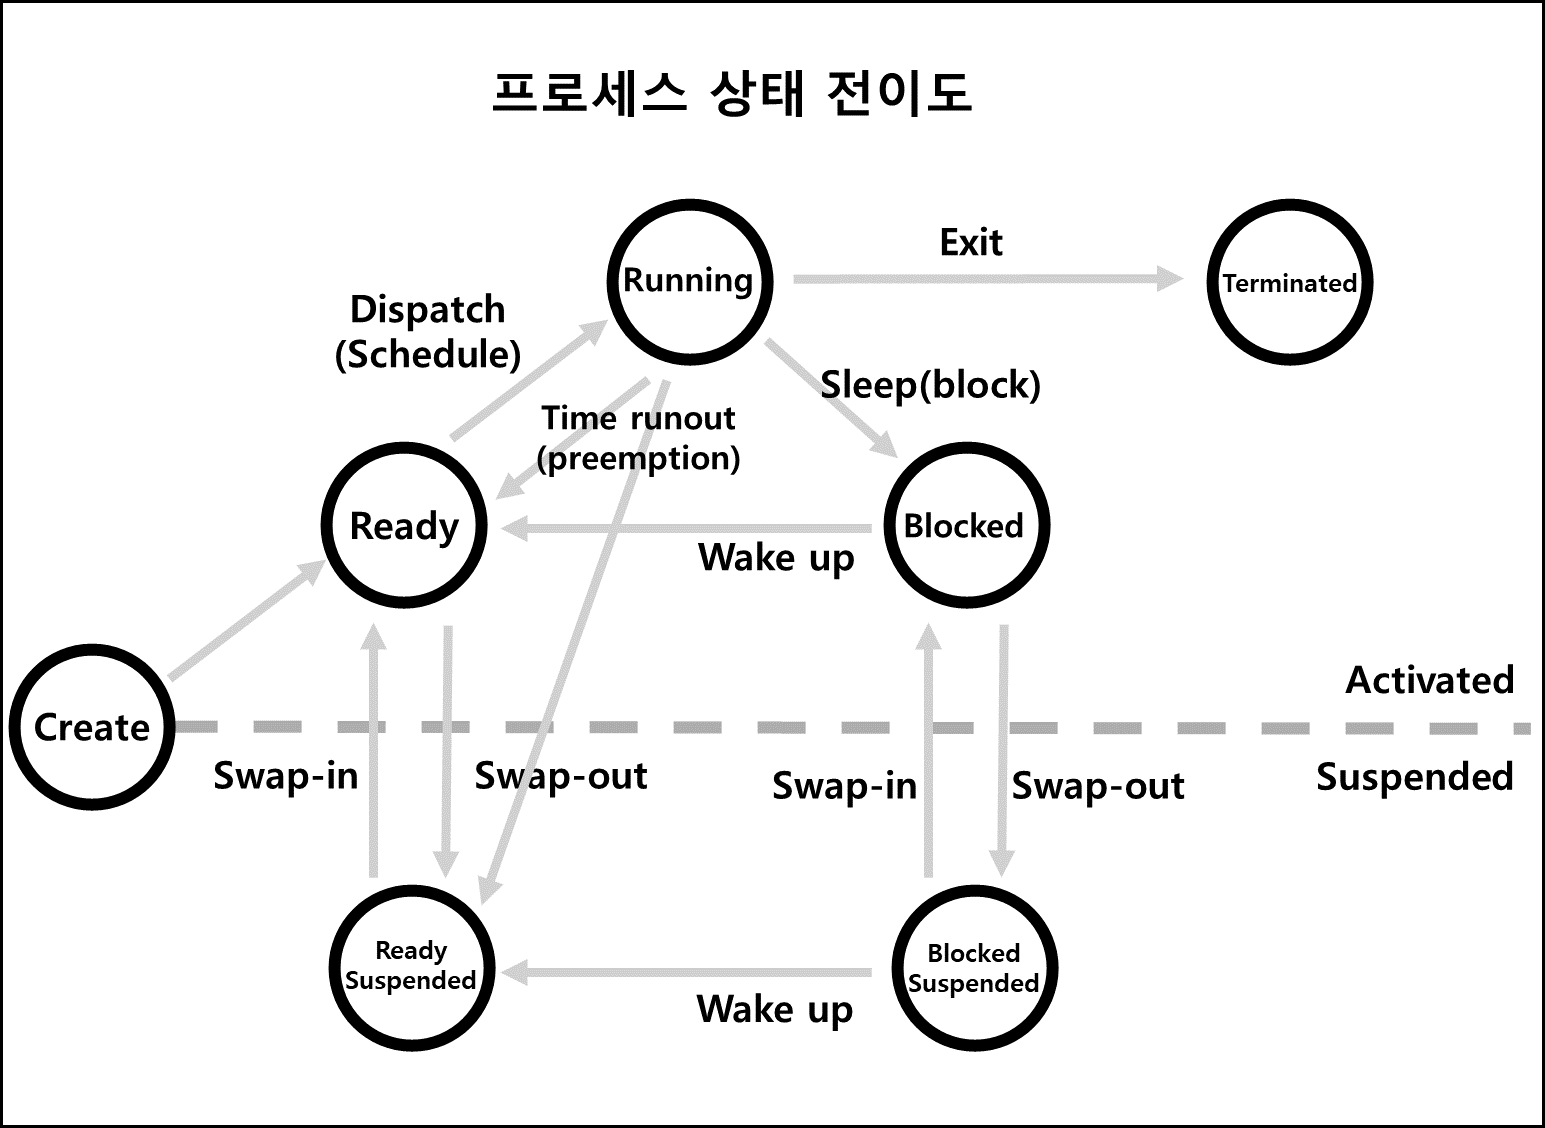 프로세스 상태 전이도
Exit
Running
Terminated
Dispatch
(Schedule)
Sleep(block)
Time runout
(preemption)
Ready
Blocked
Wake up
Activated
Create
Swap-in
Swap-out
Swap-in
Swap-out
Suspended
Ready
Suspended
Blocked
Suspended
Wake up